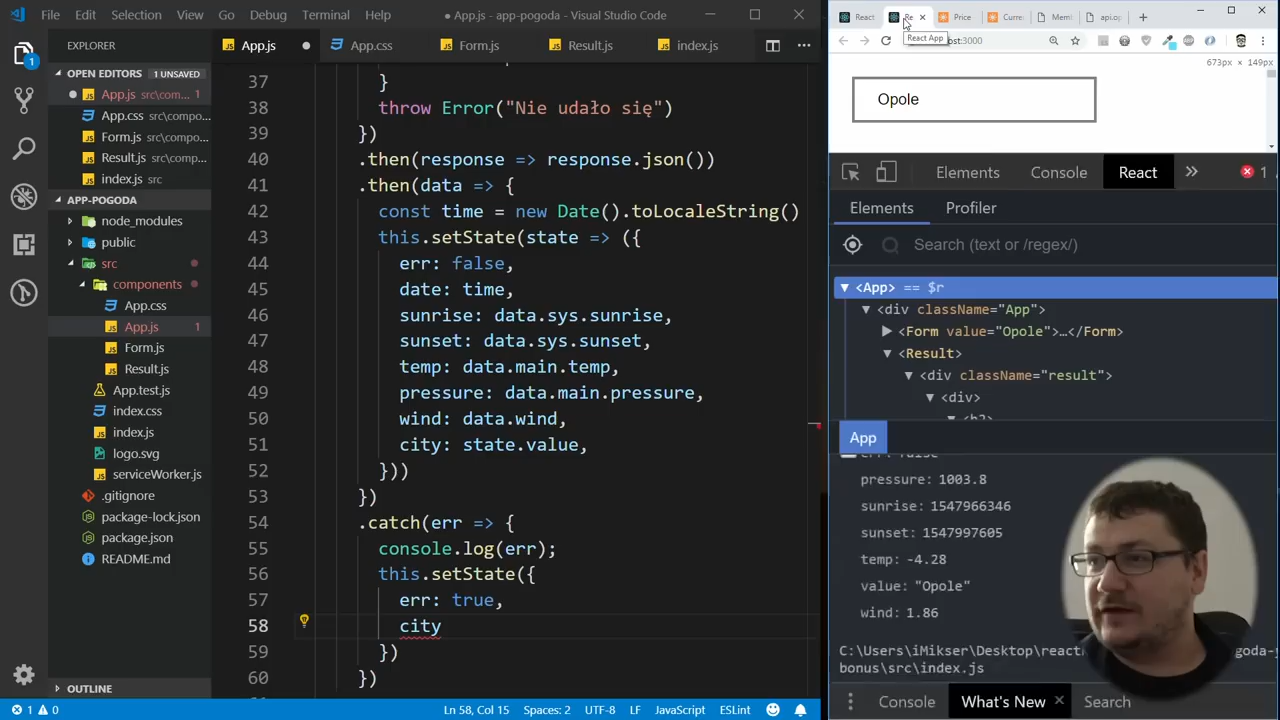 File Edit Selection View Go Debug Terminal Help
● App.js - app-pogoda - Visual Studio Code
EXPLORER
OPEN EDITORS 1 UNSAVED
● App.js src\com... 1
App.css src\comp...
Form.js src\comp...
Result.js src\comp...
index.js src
APP-POGODA
node_modules
public
src
components
App.css
App.js 1
Form.js
Result.js
App.test.js
index.css
index.js
logo.svg
serviceWorker.js
.gitignore
package-lock.json
package.json
README.md
OUTLINE
App.js App.css Form.js Result.js index.js
37 }
38 throw Error("Nie udało się")
39 })
40 .then(response => response.json())
41 .then(data => {
42 const time = new Date().toLocaleString()
43 this.setState(state => ({
44 err: false,
45 date: time,
46 sunrise: data.sys.sunrise,
47 sunset: data.sys.sunset,
48 temp: data.main.temp,
49 pressure: data.main.pressure,
50 wind: data.wind,
51 city: state.value,
52 }))
53 })
54 .catch(err => {
55 console.log(err);
56 this.setState({
57 err: true,
58 city
59 })
60 })
1 0
Ln 58, Col 15 Spaces: 2 UTF-8 LF JavaScript ESLint
React Re Price Curre
React App
:3000
673px × 149px
Opole
Elements Console React » 1
Elements Profiler
Search (text or /regex/)
<App> == $r
<div className="App">
<Form value="Opole">…</Form>
<Result>
<div className="result">
<div>
App
err: false
pressure: 1003.8
sunrise: 1547966346
sunset: 1547997605
temp: -4.28
value: "Opole"
wind: 1.86
C:\Users\iMikser\Desktop\react
bonus\src\index.js
Console What's New × Search